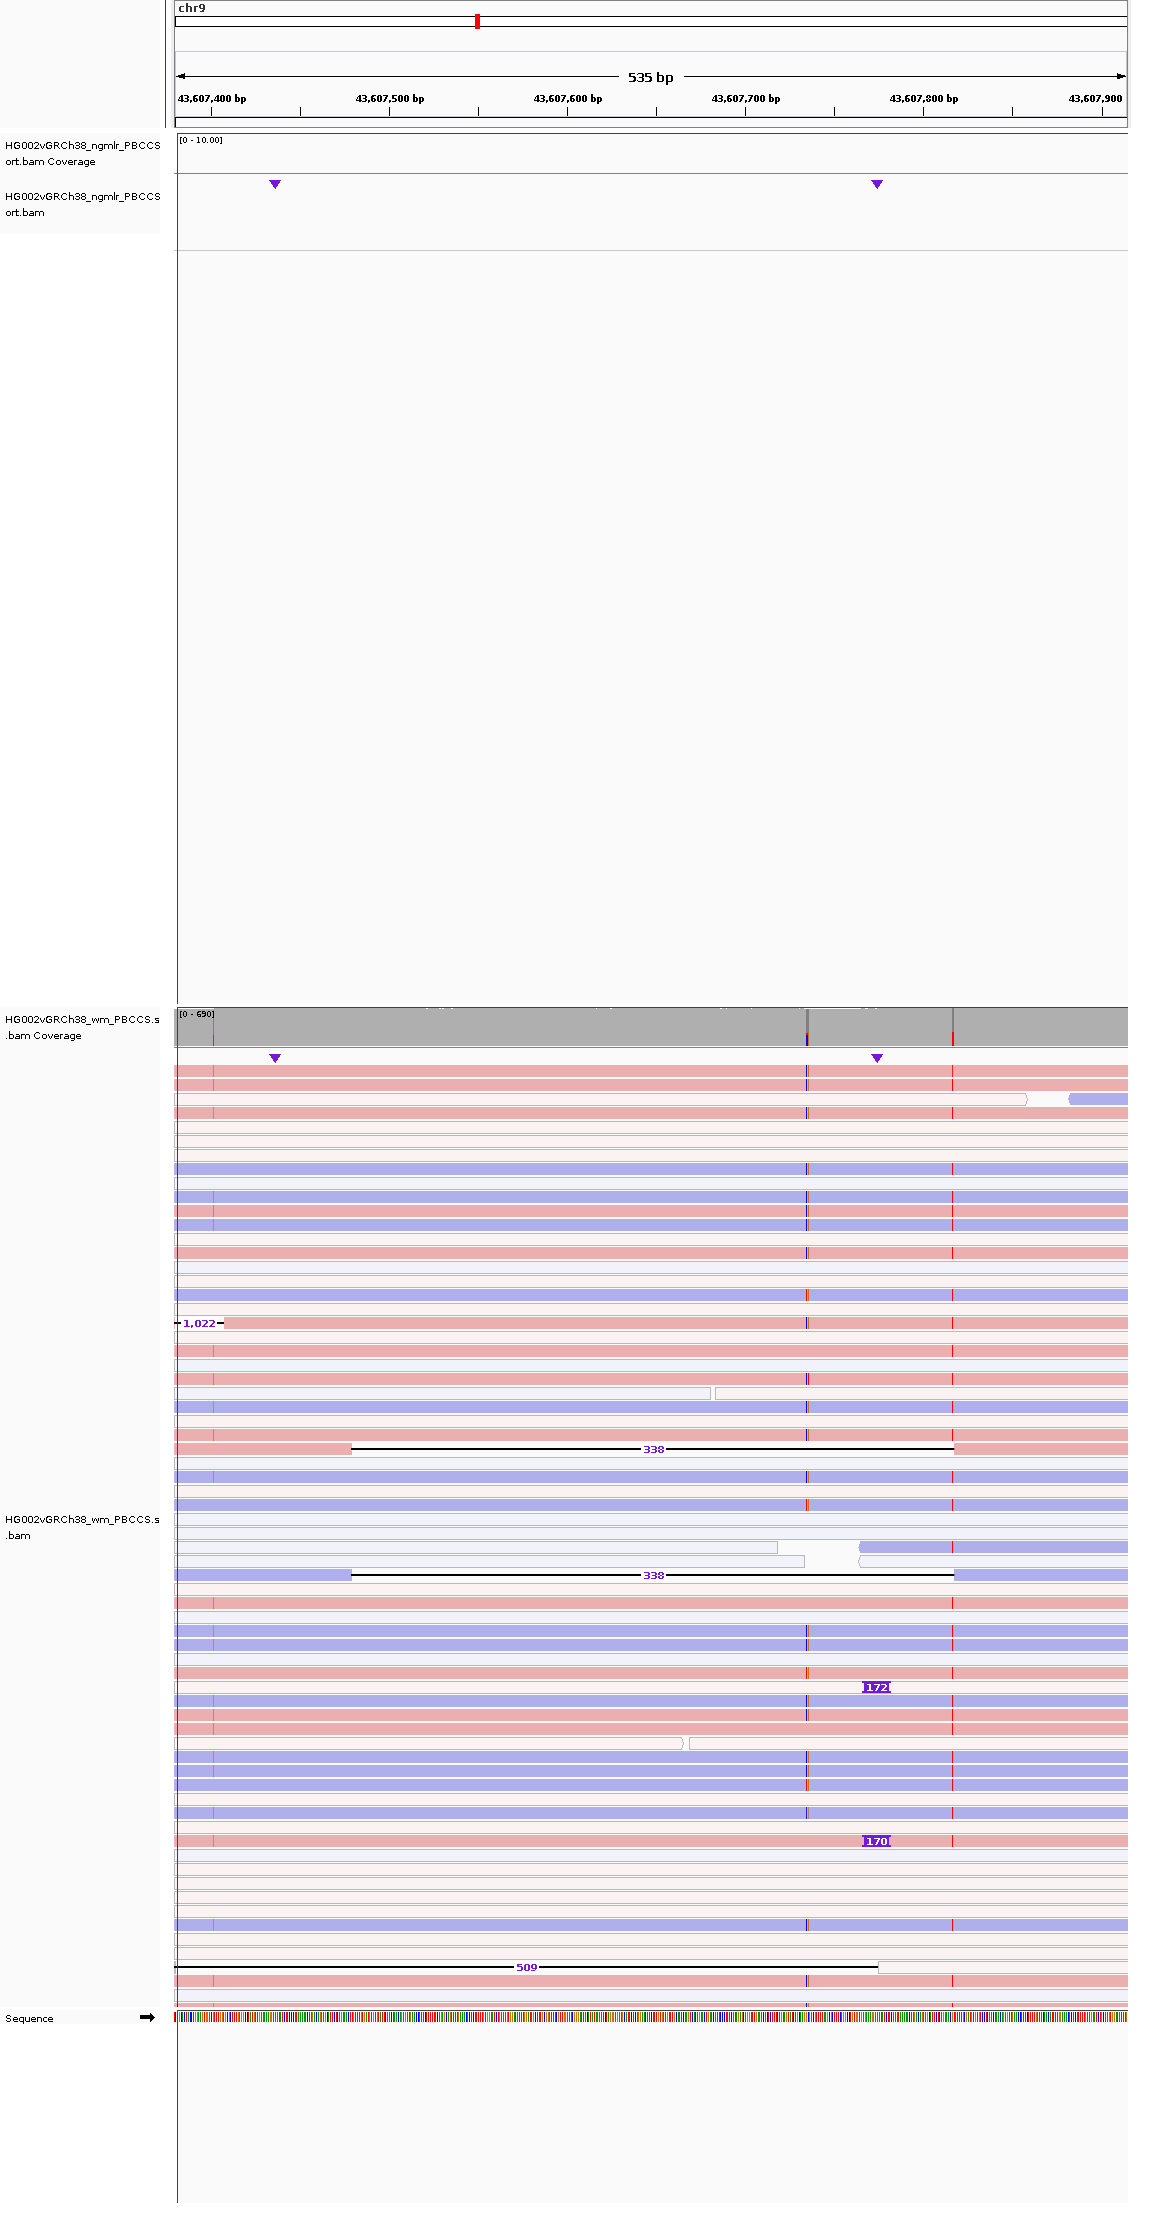 chr9
535 bp
43,607,400 bp 43,607,500 bp 43,607,600 bp 43,607,700 bp 43,607,800 bp 43,607,900
HG002vGRCh38_ngmlr_PBCCS
ort.bam Coverage
[0 - 10.00]
HG002vGRCh38_ngmlr_PBCCS
ort.bam
HG002vGRCh38_wm_PBCCS.s
.bam Coverage
[0 - 690]
1,022
338
HG002vGRCh38_wm_PBCCS.s
.bam
338
172
170
509
Sequence